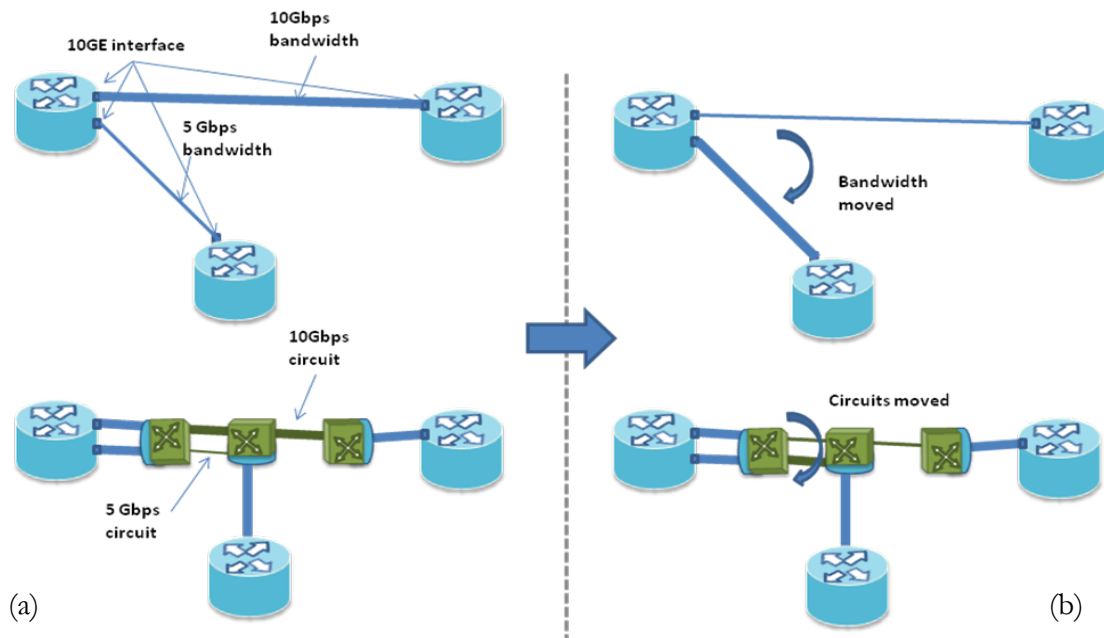 10Gbps
bandwidth
10GE interface
5 Gbps
bandwidth
Bandwidth
moved
10Gbps
circuit
5 Gbps
circuit
Circuits moved
(a)
(b)